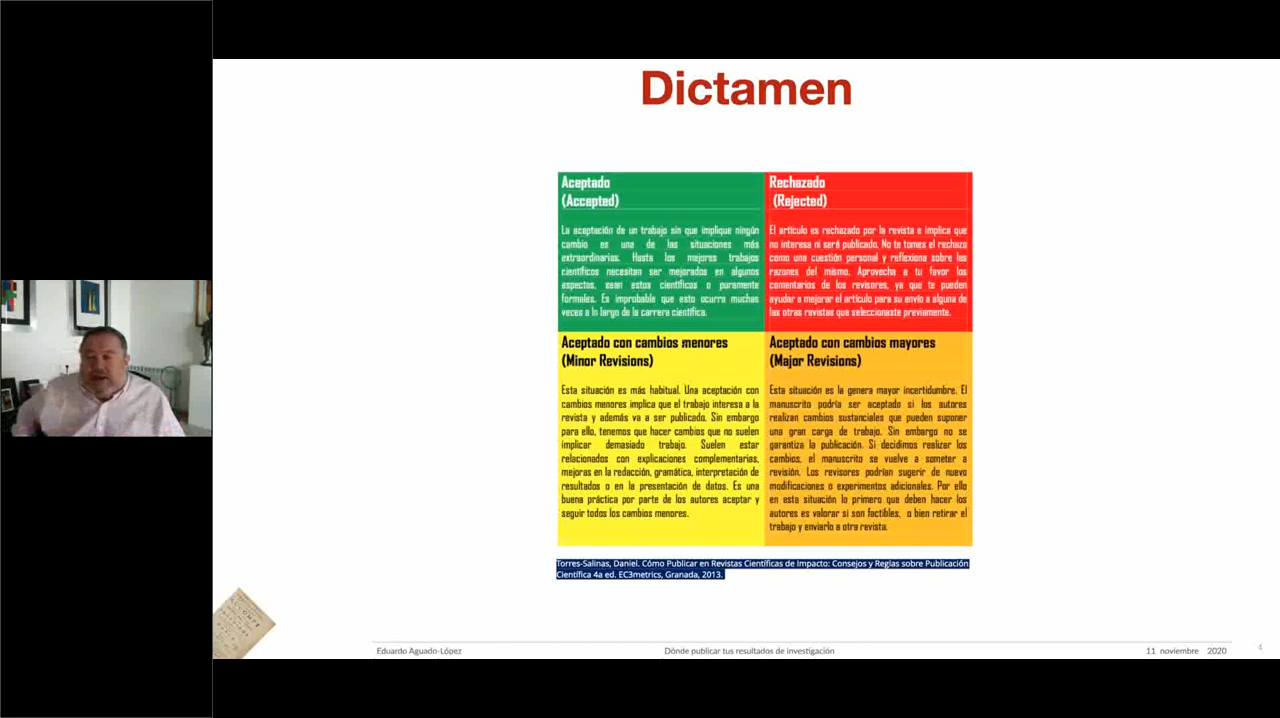 Dictamen
Aceptado
(Accepted)
La aceptación de un trabajo sin que implique ningún
cambio es una de las situaciones más
extraordinarias. Hasta los mejores trabajos
científicos necesitan ser mejorados en algunos
aspectos, sean estos científicos o puramente
formales. Es improbable que esto ocurra muchas
veces a lo largo de la carrera científica.
Rechazado
(Rejected)
El artículo es rechazado por la revista e implica que
no interesa ni será publicado. No te tomes el rechazo
como una cuestión personal y reflexiona sobre las
razones del mismo. Aprovecha a tu favor los
comentarios de los revisores, ya que te pueden
ayudar a mejorar el artículo para su envío a alguna de
las otras revistas que seleccionaste previamente.
Aceptado con cambios menores
(Minor Revisions)
Esta situación es más habitual. Una aceptación con
cambios menores implica que el trabajo interesa a la
revista y además va a ser publicado. Sin embargo
para ello, tenemos que hacer cambios que no suelen
implicar demasiado trabajo. Suelen estar
relacionados con explicaciones complementarias,
mejoras en la redacción, gramática, interpretación de
resultados o en la presentación de datos. Es una
buena práctica por parte de los autores aceptar y
seguir todos los cambios menores.
Aceptado con cambios mayores
(Major Revisions)
Esta situación es la genera mayor incertidumbre. El
manuscrito podría ser aceptado si los autores
realizan cambios sustanciales que pueden suponer
una gran carga de trabajo. Sin embargo no se
garantiza la publicación. Si decidimos realizar los
cambios, el manuscrito se vuelve a someter a
revisión. Los revisores podrían sugerir de nuevo
modificaciones o experimentos adicionales. Por ello
en esta situación lo primero que deben hacer los
autores es valorar si son factibles, o bien retirar el
trabajo y enviarlo a otra revista.
Torres-Salinas, Daniel. Cómo Publicar en Revistas Científicas de Impacto: Consejos y Reglas sobre Publicación
Científica 4a ed. EC3metrics, Granada, 2013.
Eduardo Aguado-López
Dónde publicar tus resultados de investigación
11 noviembre 2020
4